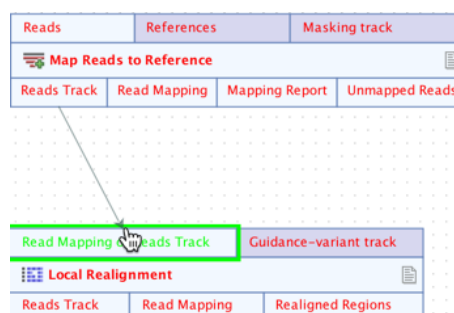 Reads References Masking track
Map Reads to Reference
Reads Track Read Mapping Mapping Report Unmapped Reads
Read Mapping Reads Track Guidance-variant track
Local Realignment
Reads Track Read Mapping Realigned Regions